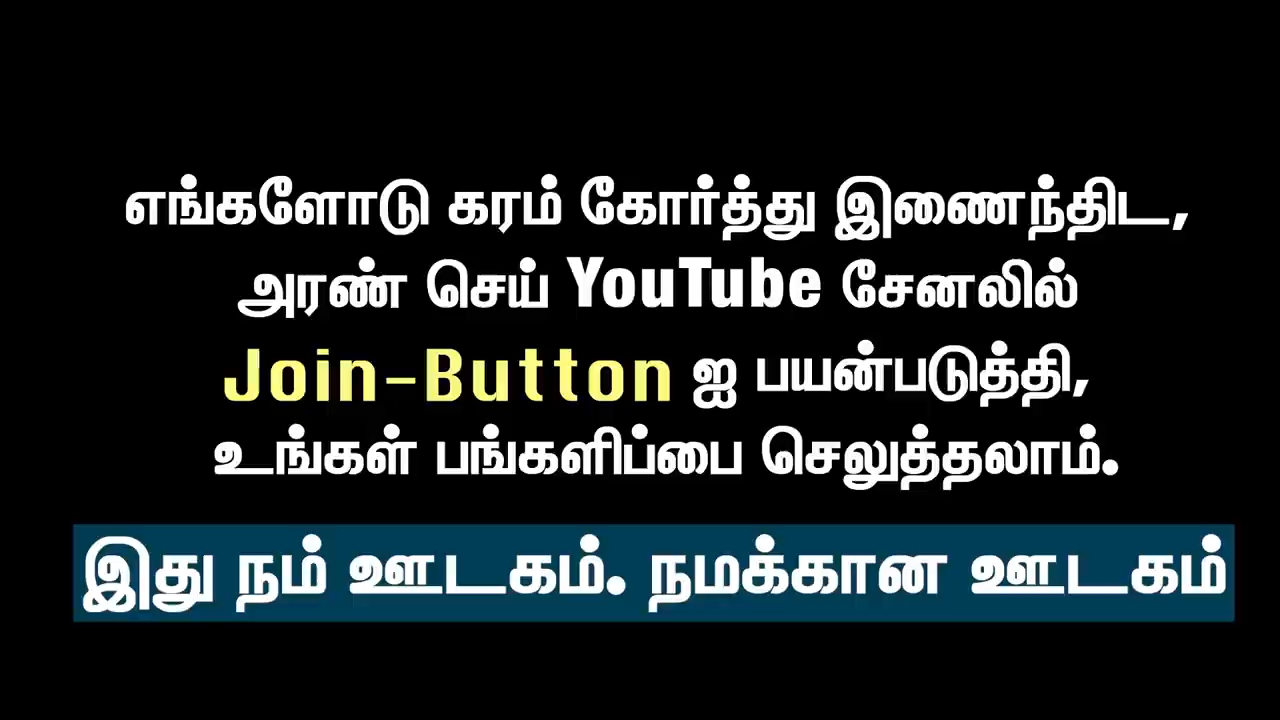 எங்களோடு கரம் கோர்த்து இணைந்திட,
அரண் செய் YouTube சேனலில்
Join-Button ஐ பயன்படுத்தி,
உங்கள் பங்களிப்பை செலுத்தலாம்.
இது நம் ஊடகம். நமக்கான ஊடகம்